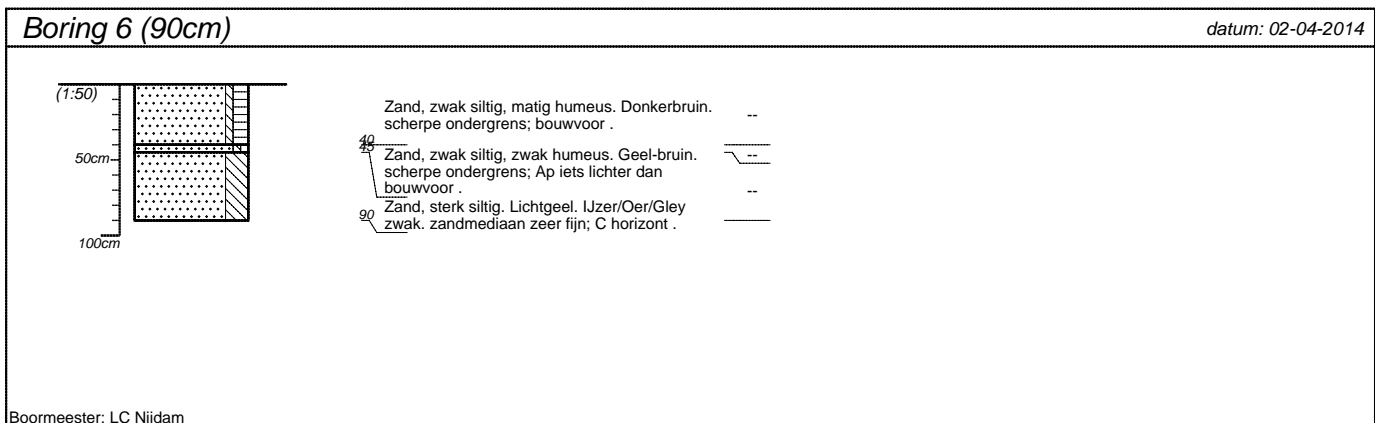 Boring 6 (90cm)
datum: 02-04-2014
(1:50)
50cm
100cm
Zand, zwak siltig, matig humeus. Donkerbruin.
scherpe ondergrens; bouwvoor .
--
40
45
Zand, zwak siltig, zwak humeus. Geel-bruin.
scherpe ondergrens; Ap iets lichter dan
bouwvoor .
--
--
90
Zand, sterk siltig. Lichtgeel. IJzer/Oer/Gley
zwak. zandmediaan zeer fijn; C horizont .
Boormeester: LC Nijdam